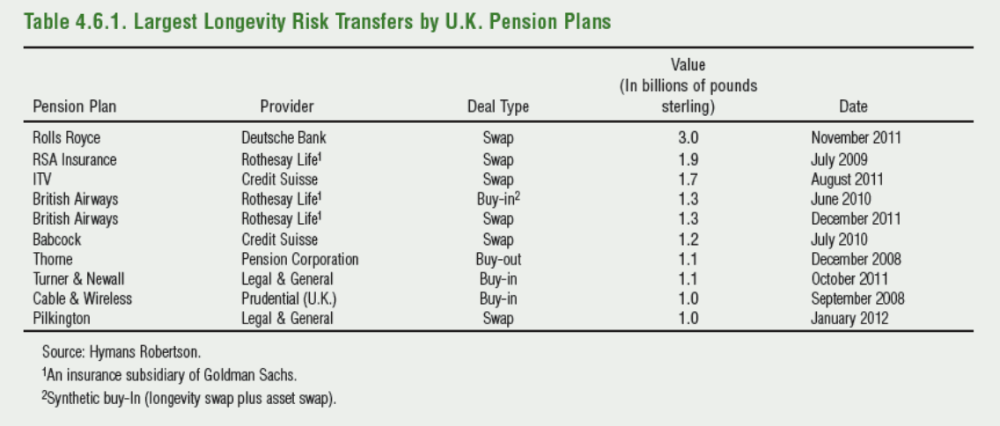 Table 4.6.1. Largest Longevity Risk Transfers by U.K. Pension Plans
Value
(In billions of pounds
Pension Plan Provider Deal Type sterling) Date
Rolls Royce Deutsche Bank Swap 3.0 November 2011
RSA Insurance Rothesay Life¹ Swap 1.9 July 2009
ITV Credit Suisse Swap 1.7 August 2011
British Airways Rothesay Life¹ Buy-in² 1.3 June 2010
British Airways Rothesay Life¹ Swap 1.3 December 2011
Babcock Credit Suisse Swap 1.2 July 2010
Thorne Pension Corporation Buy-out 1.1 December 2008
Turner & Newall Legal & General Buy-in 1.1 October 2011
Cable & Wireless Prudential (U.K.) Buy-in 1.0 September 2008
Pilkington Legal & General Swap 1.0 January 2012
Source: Hymans Robertson.
¹An insurance subsidiary of Goldman Sachs.
²Synthetic buy-In (longevity swap plus asset swap).